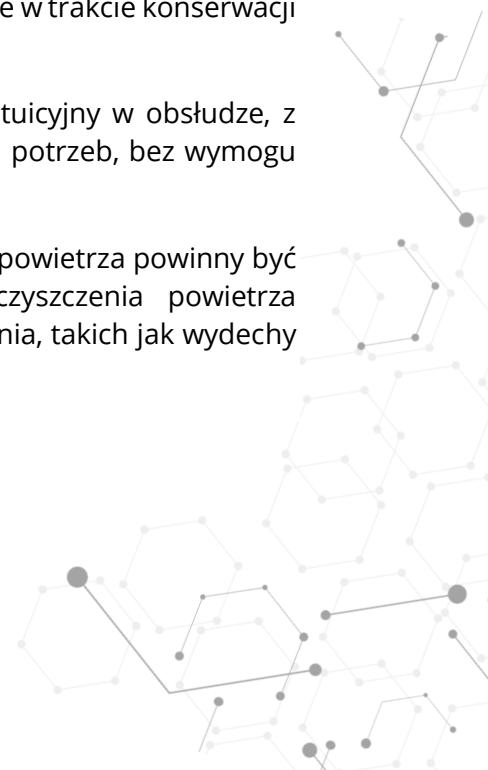 e w trakcie konserwacji
tuicyjny w obsłudze, z
potrzeb, bez wymogu
powietrza powinny być
czyszczenia powietrza
nia, takich jak wydechy